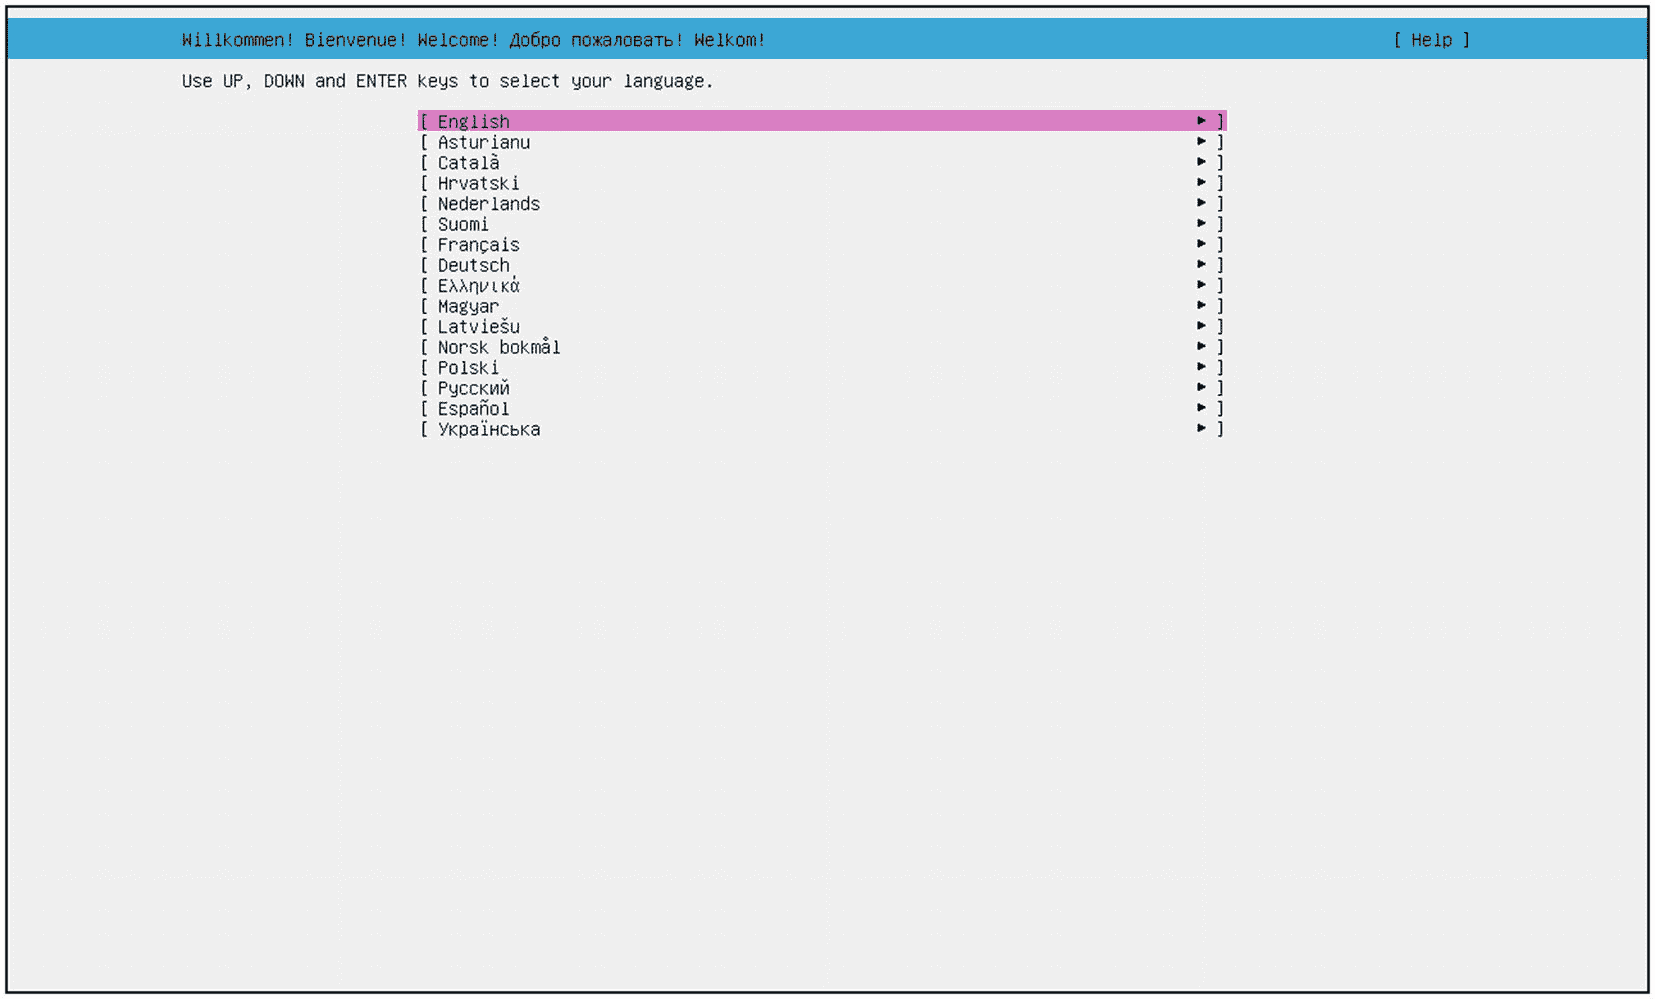 Willkommen! Bienvenue! Welcome! Добро пожаловать! Welkom! [ Help ]
Use UP, DOWN and ENTER keys to select your language.
[ English ► ]
[ Asturianu ► ]
[ Català ► ]
[ Hrvatski ► ]
[ Nederlands ► ]
[ Suomi ► ]
[ Français ► ]
[ Deutsch ► ]
[ Ελληνικά ► ]
[ Magyar ► ]
[ Latviešu ► ]
[ Norsk bokmål ► ]
[ Polski ► ]
[ Русский ► ]
[ Español ► ]
[ Українська ► ]